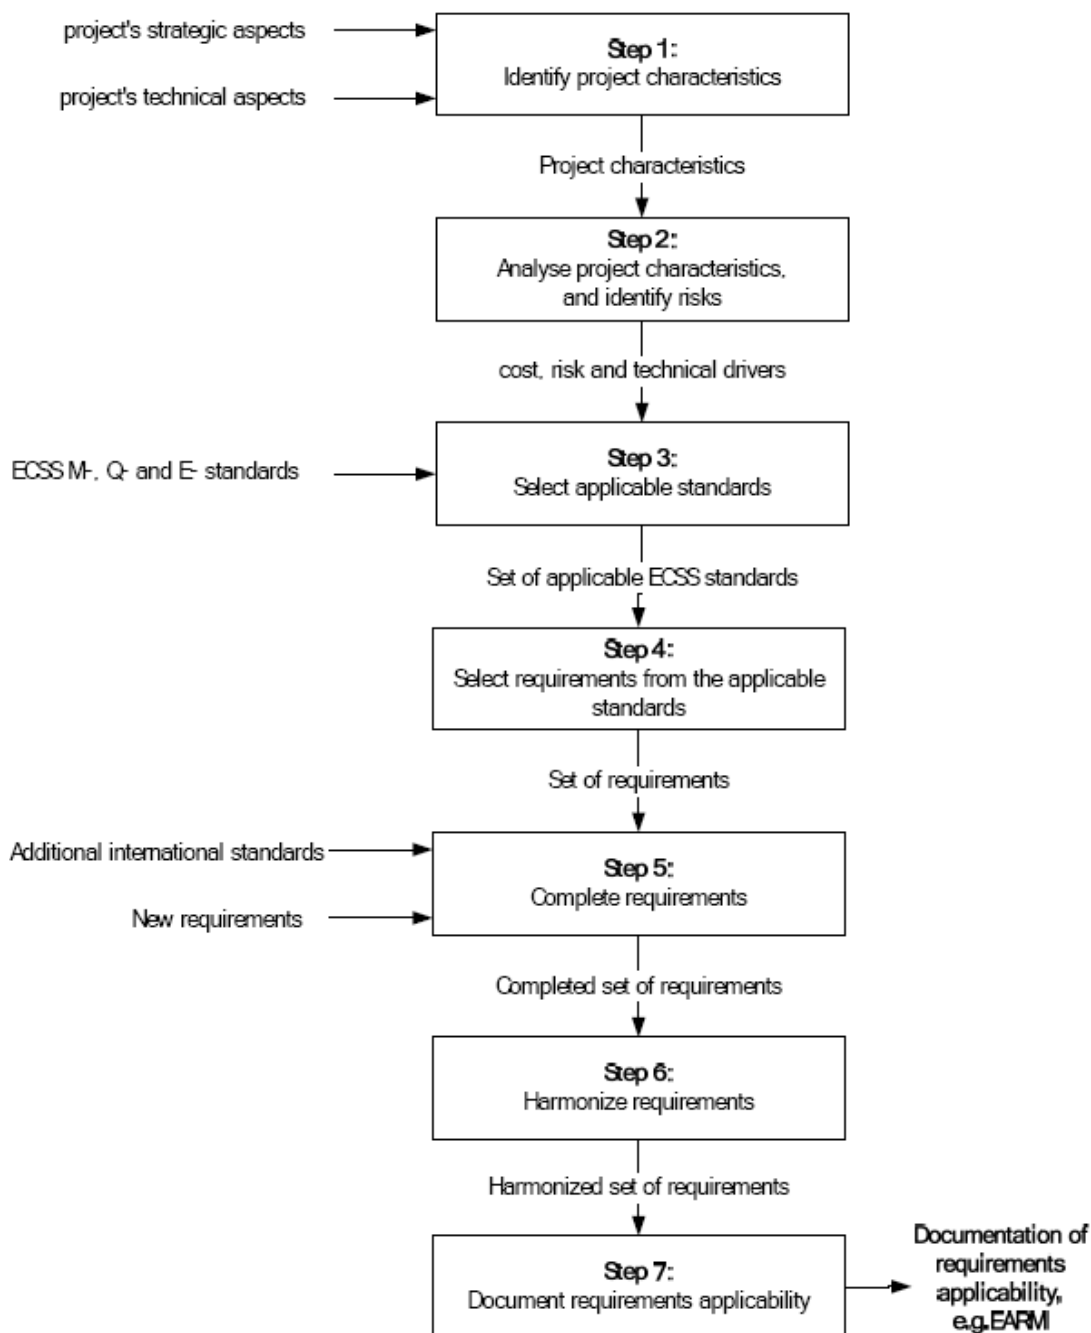 project's strategic aspects
Step 1:
Identify project characteristics
project's technical aspects
Project characteristics
Step 2:
Analyse project characteristics,
and identify risks
cost, risk and technical drivers
ECSS M-, Q- and E- standards
Step 3:
Select applicable standards
Set of applicable ECSS standards
Step 4:
Select requirements from the applicable
standards
Set of requirements
Additional international standards
Step 5:
Complete requirements
New requirements
Completed set of requirements
Step 6:
Harmonize requirements
Harmonized set of requirements
Step 7:
Document requirements applicability
Documentation of
requirements
applicability,
e.g.EARM